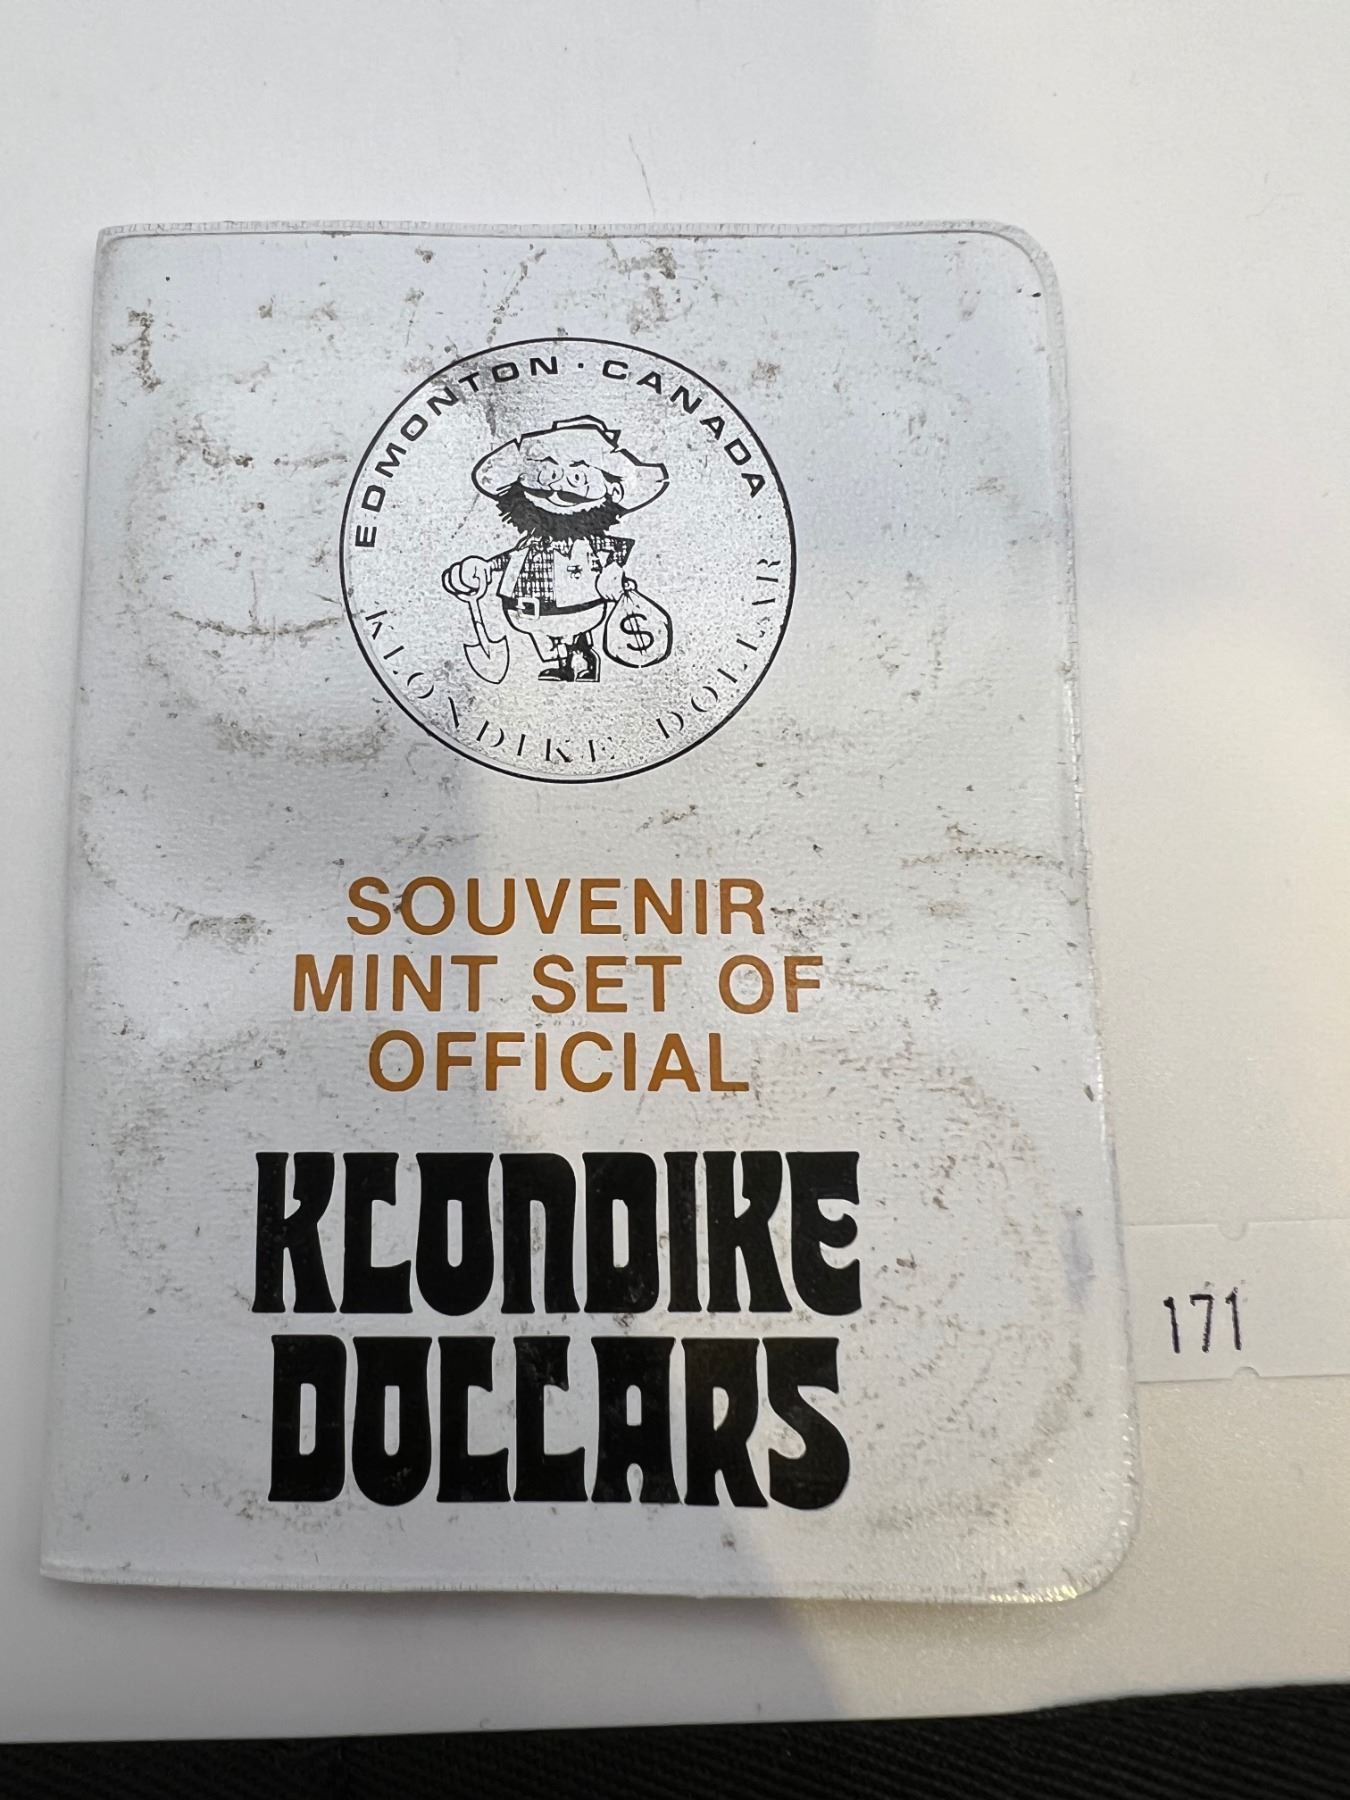 EDMONTON · CANADA
KLONDIKE DOLLAR
$
SOUVENIR
MINT SET OF
OFFICIAL
KLONDIKE
DOLLARS
171